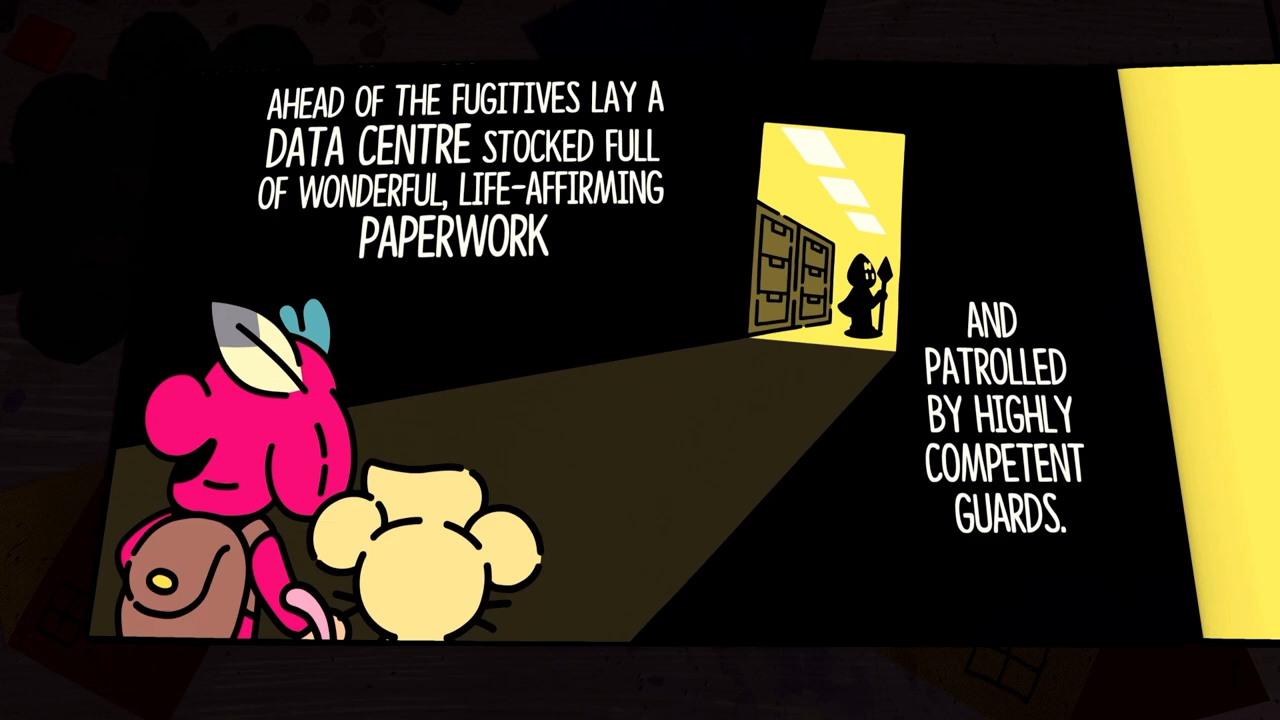 AHEAD OF THE FUGITIVES LAY A
DATA CENTRE STOCKED FULL
OF WONDERFUL, LIFE-AFFIRMING
PAPERWORK
AND
PATROLLED
BY HIGHLY
COMPETENT
GUARDS.